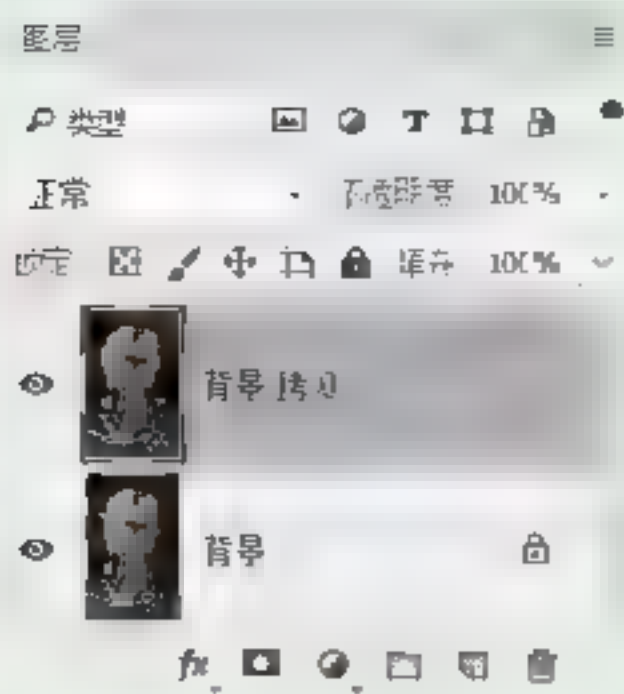 图层
类型
正常 不透明度 100%
锁定 填充 100%
背景 拷贝
背景
fx